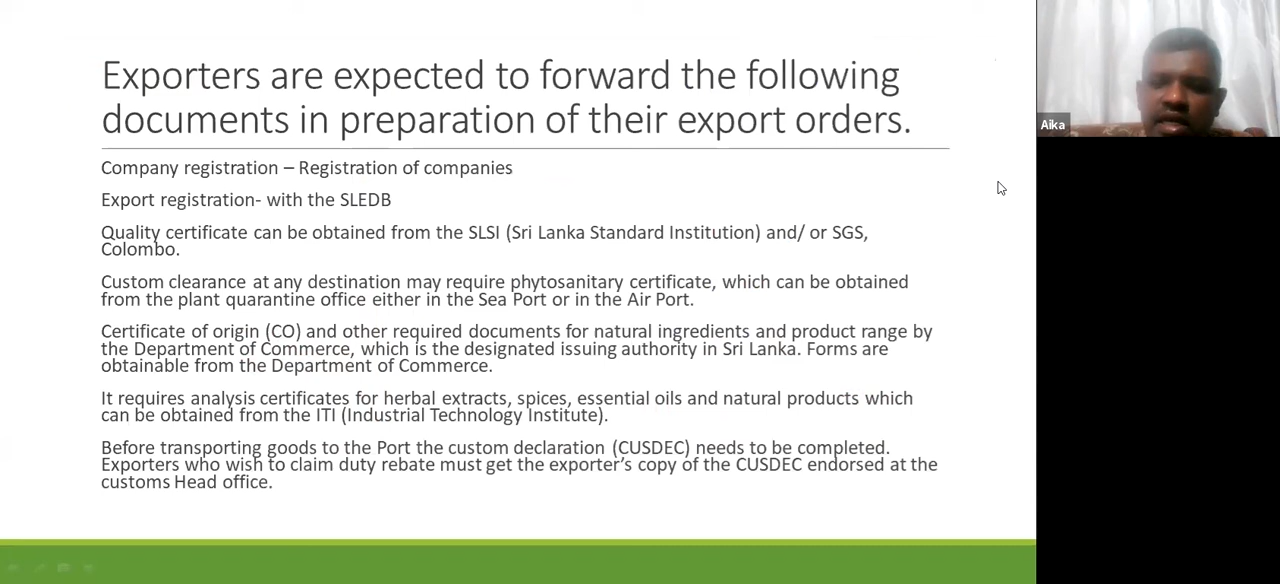 Exporters are expected to forward the following
documents in preparation of their export orders.
Company registration – Registration of companies
Export registration- with the SLEDB
Quality certificate can be obtained from the SLSI (Sri Lanka Standard Institution) and/ or SGS,
Colombo.
Custom clearance at any destination may require phytosanitary certificate, which can be obtained
from the plant quarantine office either in the Sea Port or in the Air Port.
Certificate of origin (CO) and other required documents for natural ingredients and product range by
the Department of Commerce, which is the designated issuing authority in Sri Lanka. Forms are
obtainable from the Department of Commerce.
It requires analysis certificates for herbal extracts, spices, essential oils and natural products which
can be obtained from the ITI (Industrial Technology Institute).
Before transporting goods to the Port the custom declaration (CUSDEC) needs to be completed.
Exporters who wish to claim duty rebate must get the exporter’s copy of the CUSDEC endorsed at the
customs Head office.
Aika